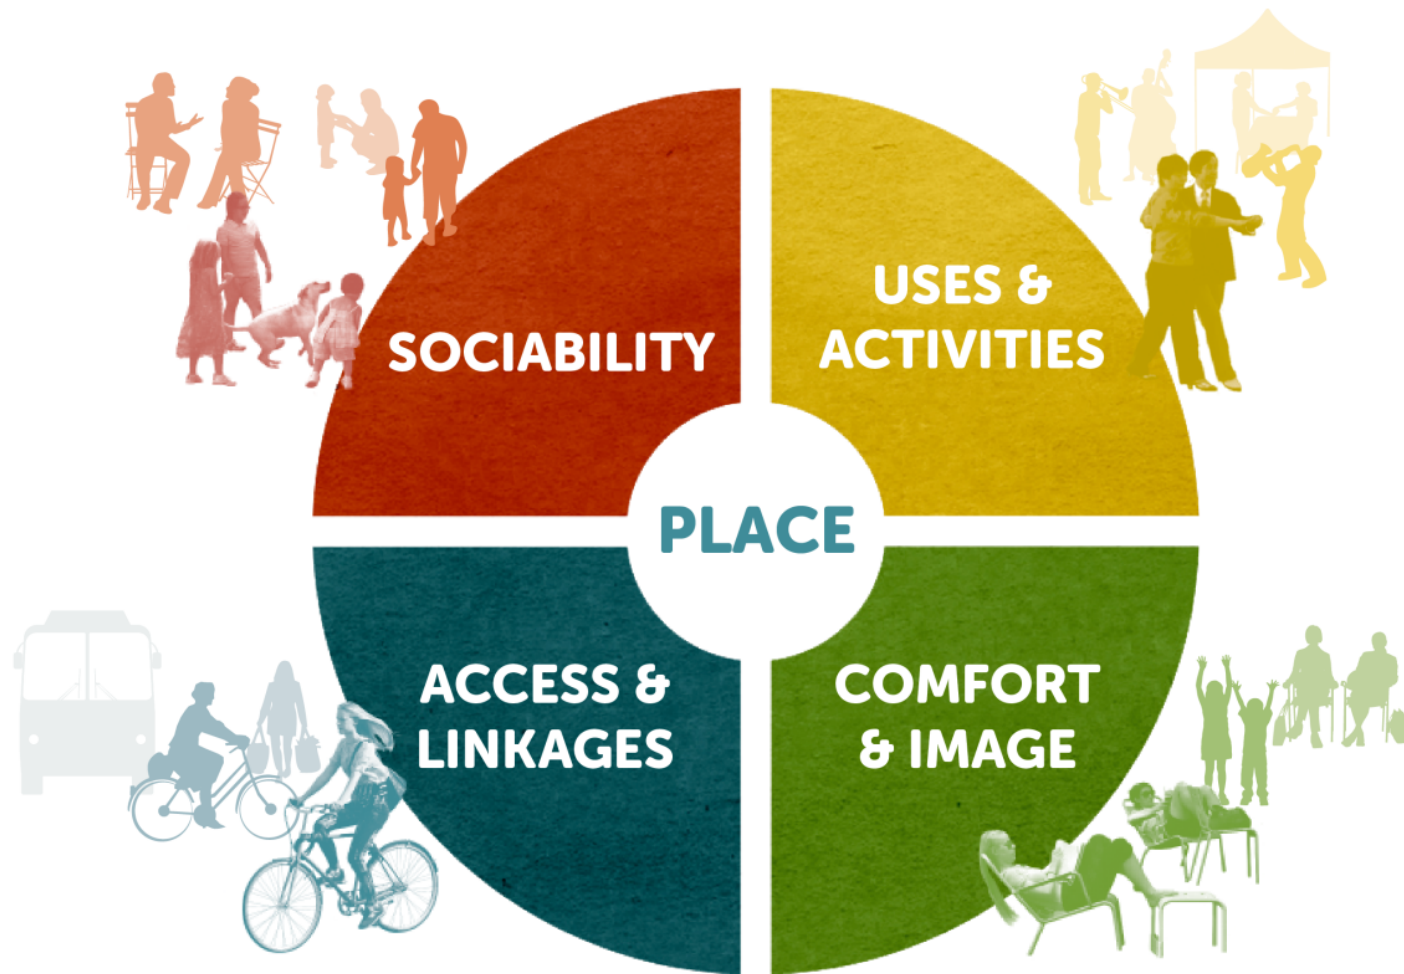 SOCIABILITY
USES &
ACTIVITIES
PLACE
ACCESS &
LINKAGES
COMFORT
& IMAGE